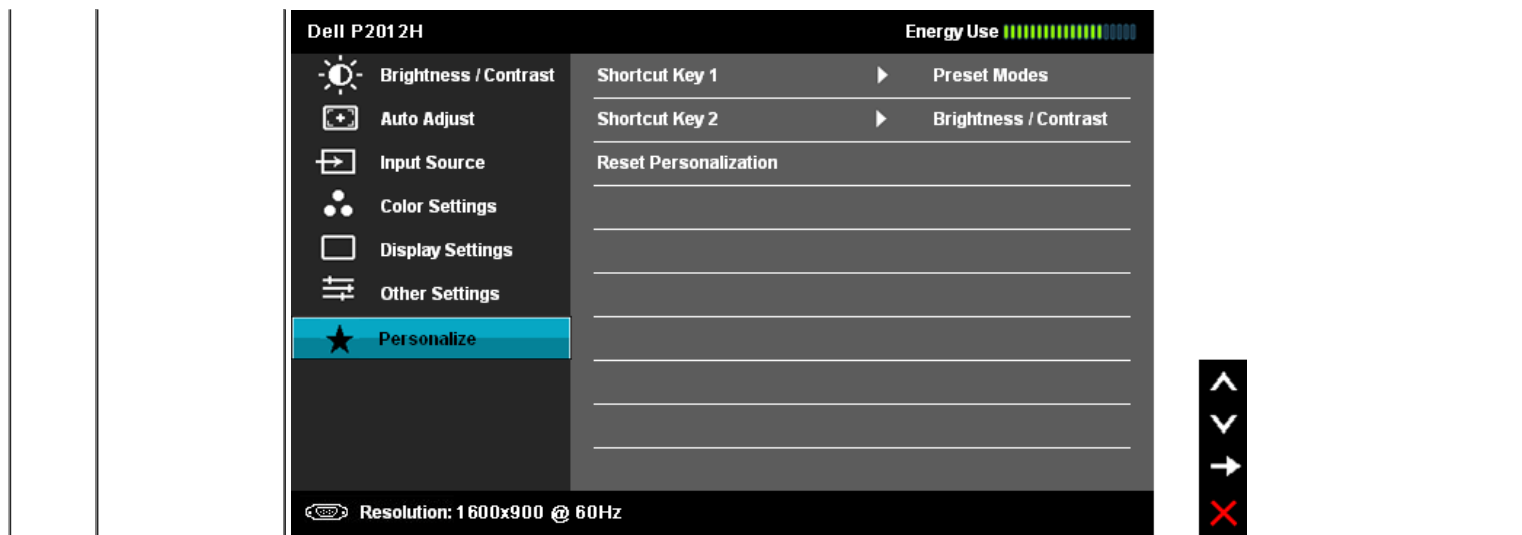 Dell P2012H Energy Use
Brightness / Contrast Shortcut Key 1 Preset Modes
Auto Adjust Shortcut Key 2 Brightness / Contrast
Input Source Reset Personalization
Color Settings
Display Settings
Other Settings
Personalize
Resolution: 1600x900 @ 60Hz